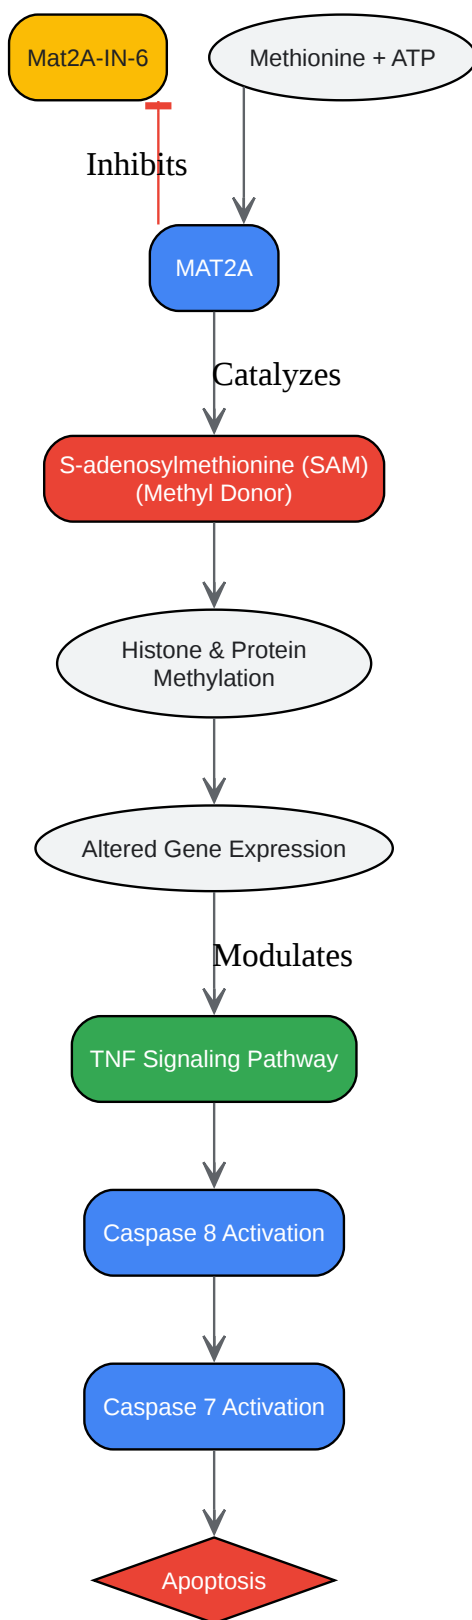 Mat2A-IN-6
Methionine + ATP
Inhibits
MAT2A
Catalyzes
S-adenosylmethionine (SAM)
(Methyl Donor)
Histone & Protein
Methylation
Altered Gene Expression
Modulates
TNF Signaling Pathway
Caspase 8 Activation
Caspase 7 Activation
Apoptosis